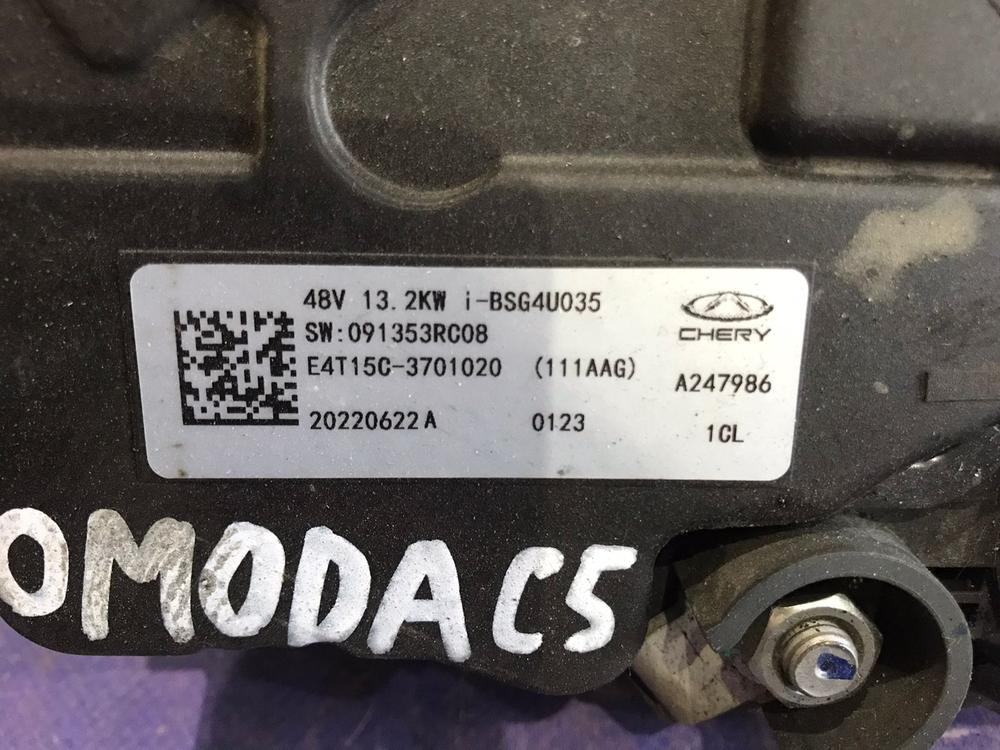 48V 13.2KW i-BSG4U035
SW:091353RC08
CHERY
E4T15C-3701020 (111AAG)
A247986
20220622A 0123
1CL
OMODA C5